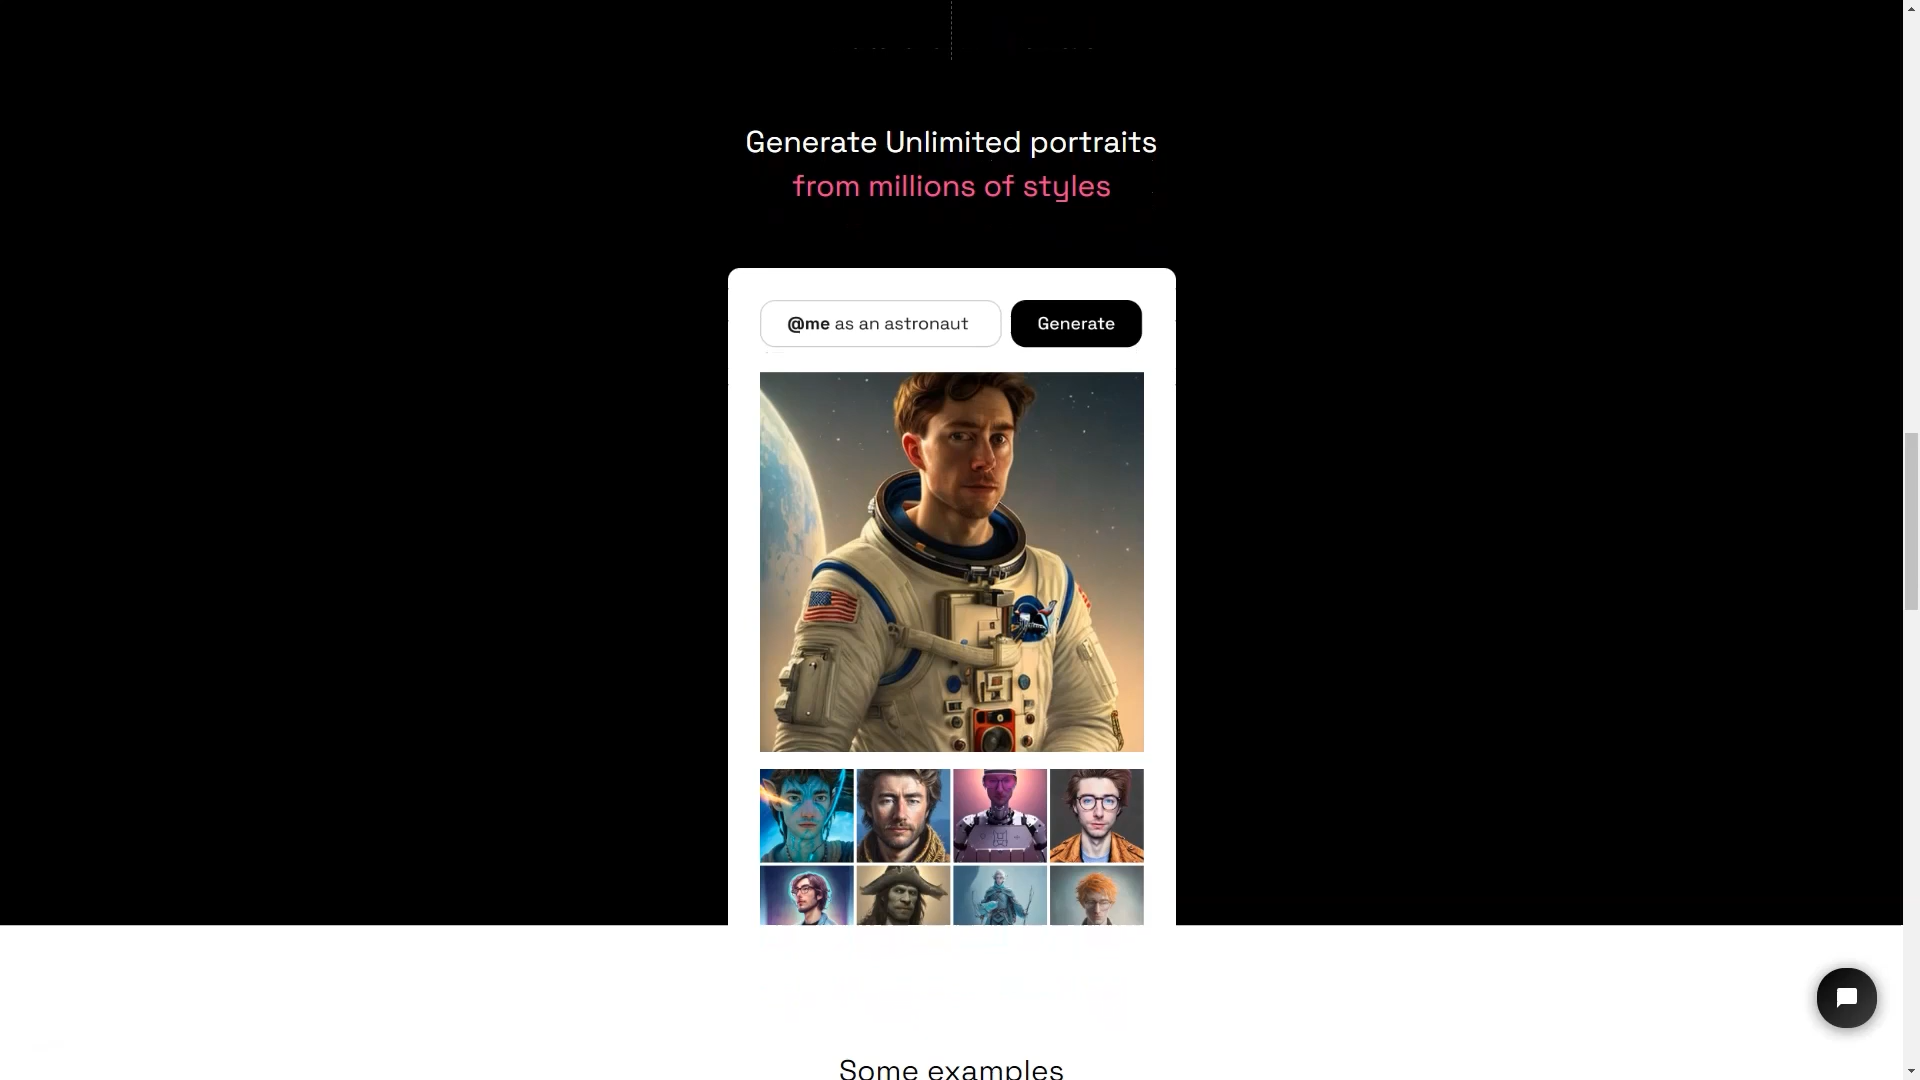 Generate Unlimited portraits
from millions of styles
@me as an astronaut
Generate
Some examples